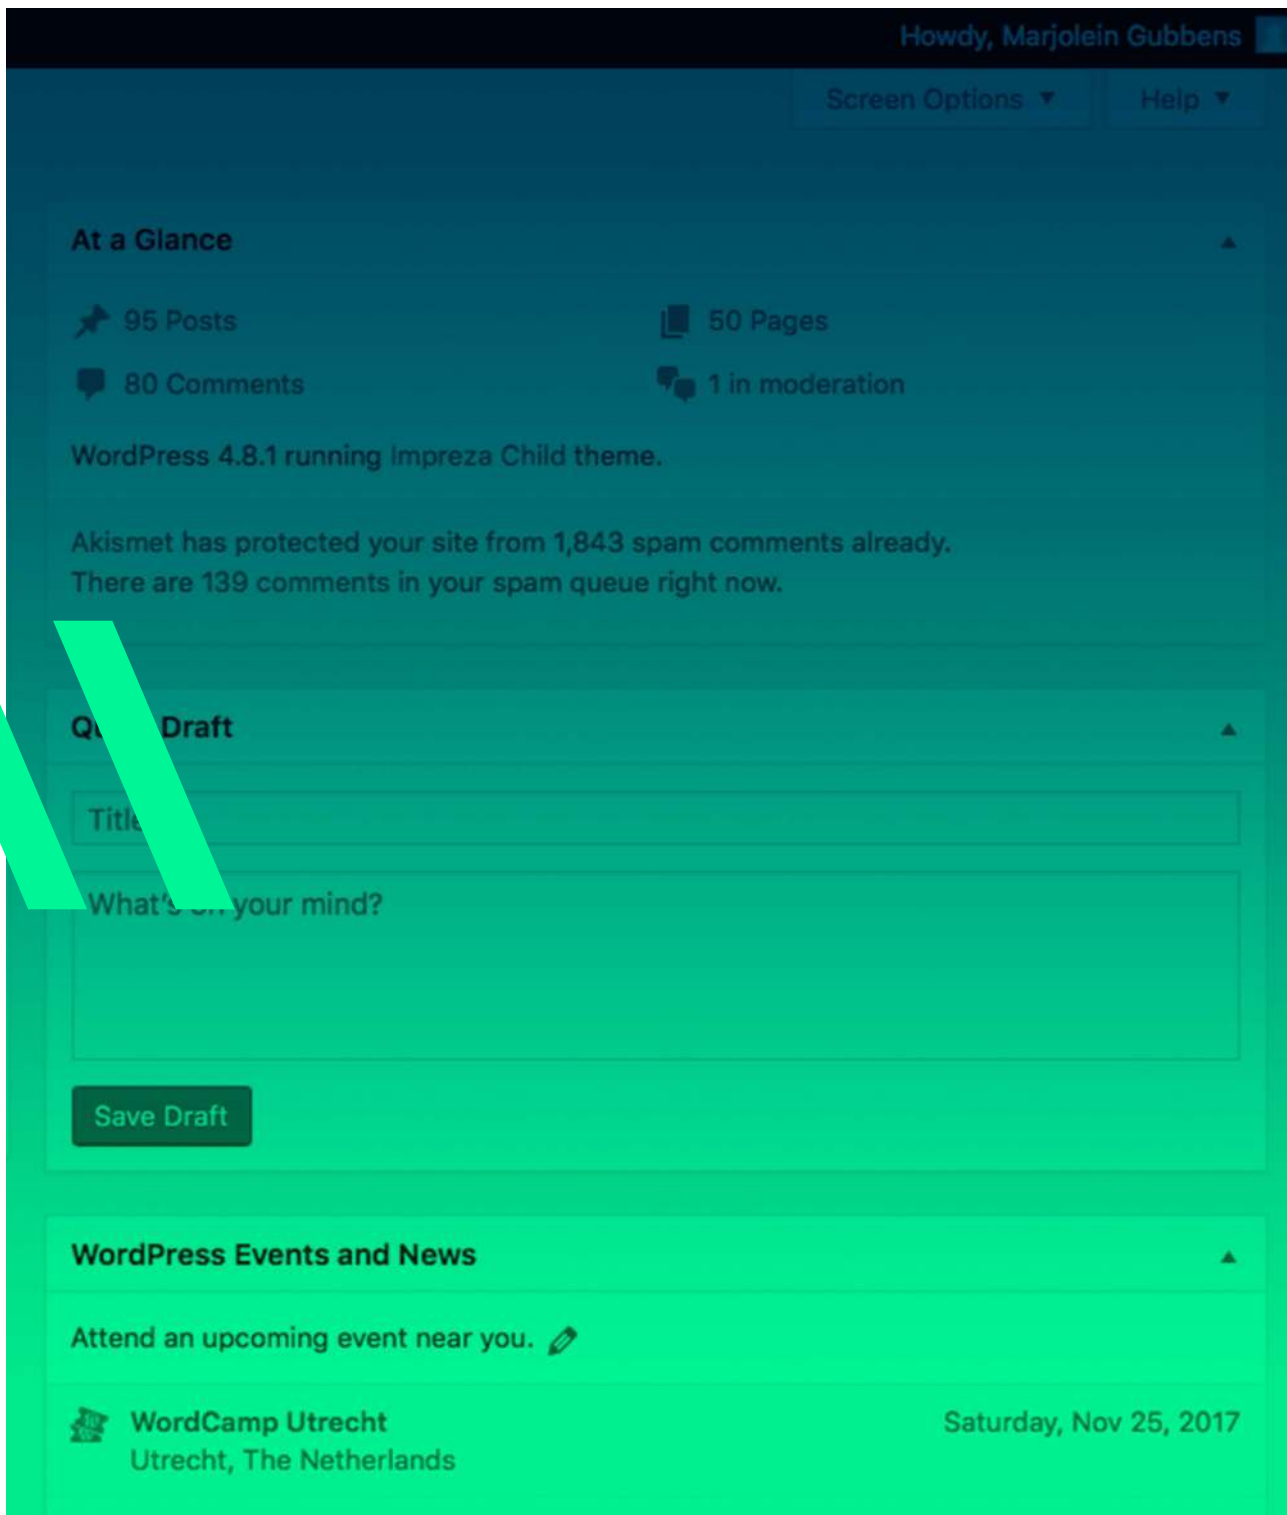 Howdy, Marjolein Gubbens
Screen Options Help
At a Glance
95 Posts
50 Pages
80 Comments
1 in moderation
WordPress 4.8.1 running Impreza Child theme.
Akismet has protected your site from 1,843 spam comments already.
There are 139 comments in your spam queue right now.
Draft
Title
What's on your mind?
Save Draft
WordPress Events and News
Attend an upcoming event near you.
WordCamp Utrecht
Saturday, Nov 25, 2017
Utrecht, The Netherlands